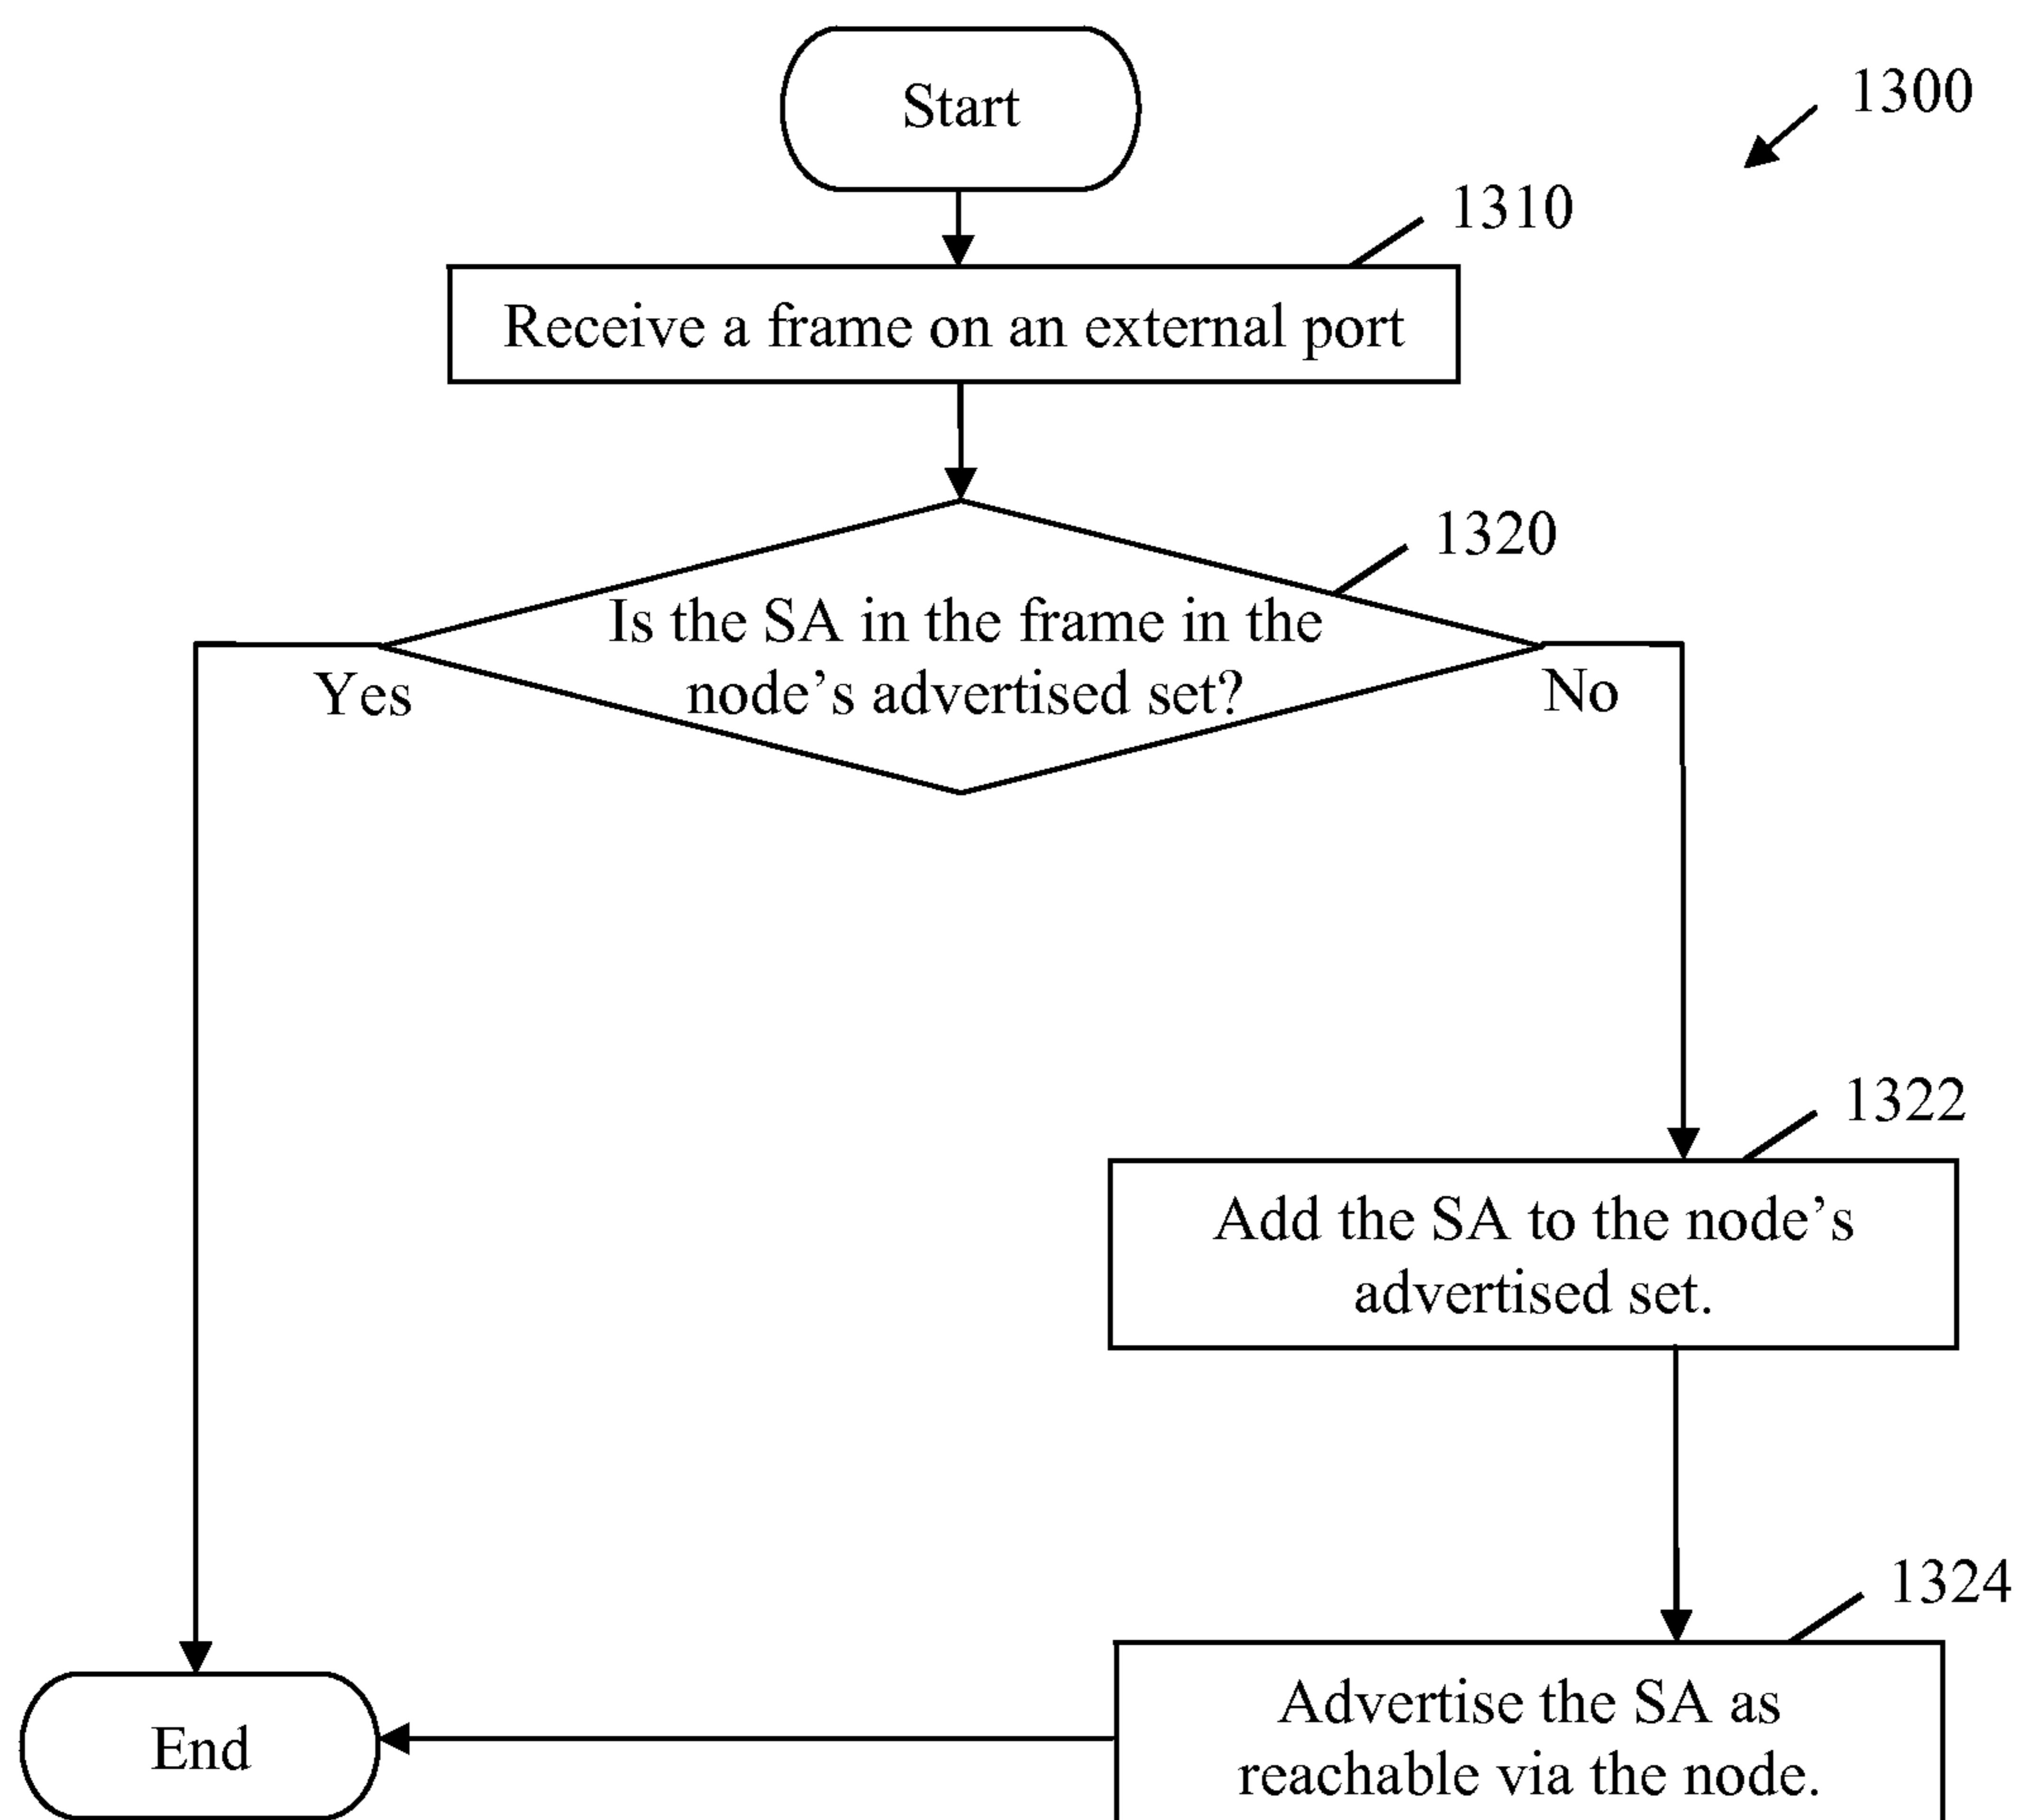 Start
1300
1310
Receive a frame on an external port
1320
Is the SA in the frame in the
node’s advertised set?
Yes
No
1322
Add the SA to the node’s
advertised set.
1324
Advertise the SA as
reachable via the node.
End